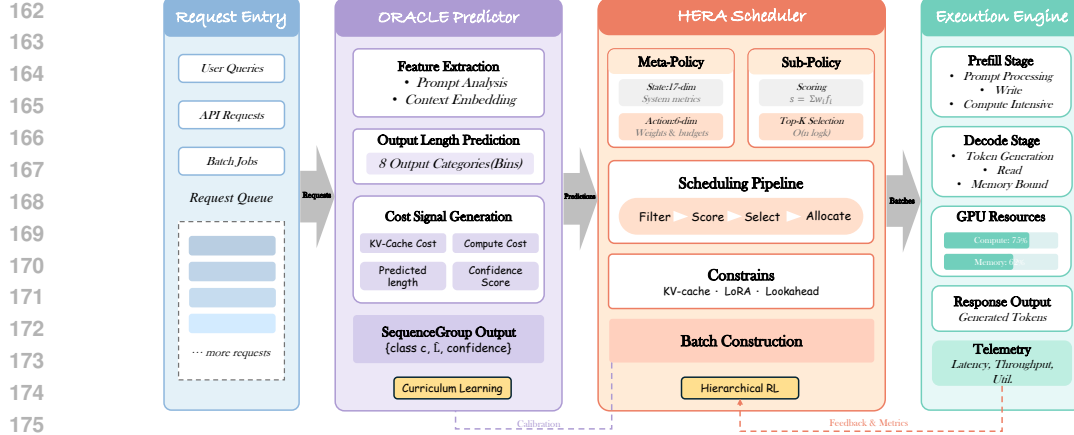 162
163
164
165
166
167
168
169
170
171
172
173
174
175
Request Entry
User Queries
API Requests
Batch Jobs
Request Queue
... more requests
Requests
ORACLE Predictor
Feature Extraction
• Prompt Analysis
• Context Embedding
Output Length Prediction
8 Output Categories(Bins)
Cost Signal Generation
KV-Cache Cost
Compute Cost
Predicted
length
Confidence
Score
SequenceGroup Output
{class c, L̂, confidence}
Curriculum Learning
Calibration
Predictions
HERA Scheduler
Meta-Policy
State:17-dim
System metrics
Action:6-dim
Weights & budgets
Sub-Policy
Scoring
s = Σwᵢfᵢ
Top-K Selection
O(n logk)
Scheduling Pipeline
Filter
Score
Select
Allocate
Constrains
KV-cache · LoRA · Lookahead
Batch Construction
Hierarchical RL
Feedback & Metrics
Batches
Execution Engine
Prefill Stage
• Prompt Processing
• Write
• Compute Intensive
Decode Stage
• Token Generation
• Read
• Memory Bound
GPU Resources
Compute: 75%
Memory:
Response Output
Generated Tokens
Telemetry
Latency, Throughput,
Util.